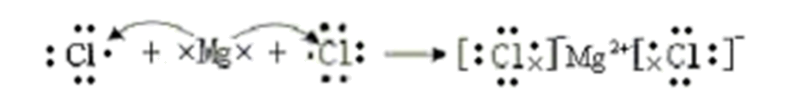 :Cl· + ×Mg× + ·Cl: ⟶ [:Cl×·]⁻Mg²⁺[·×Cl:]⁻